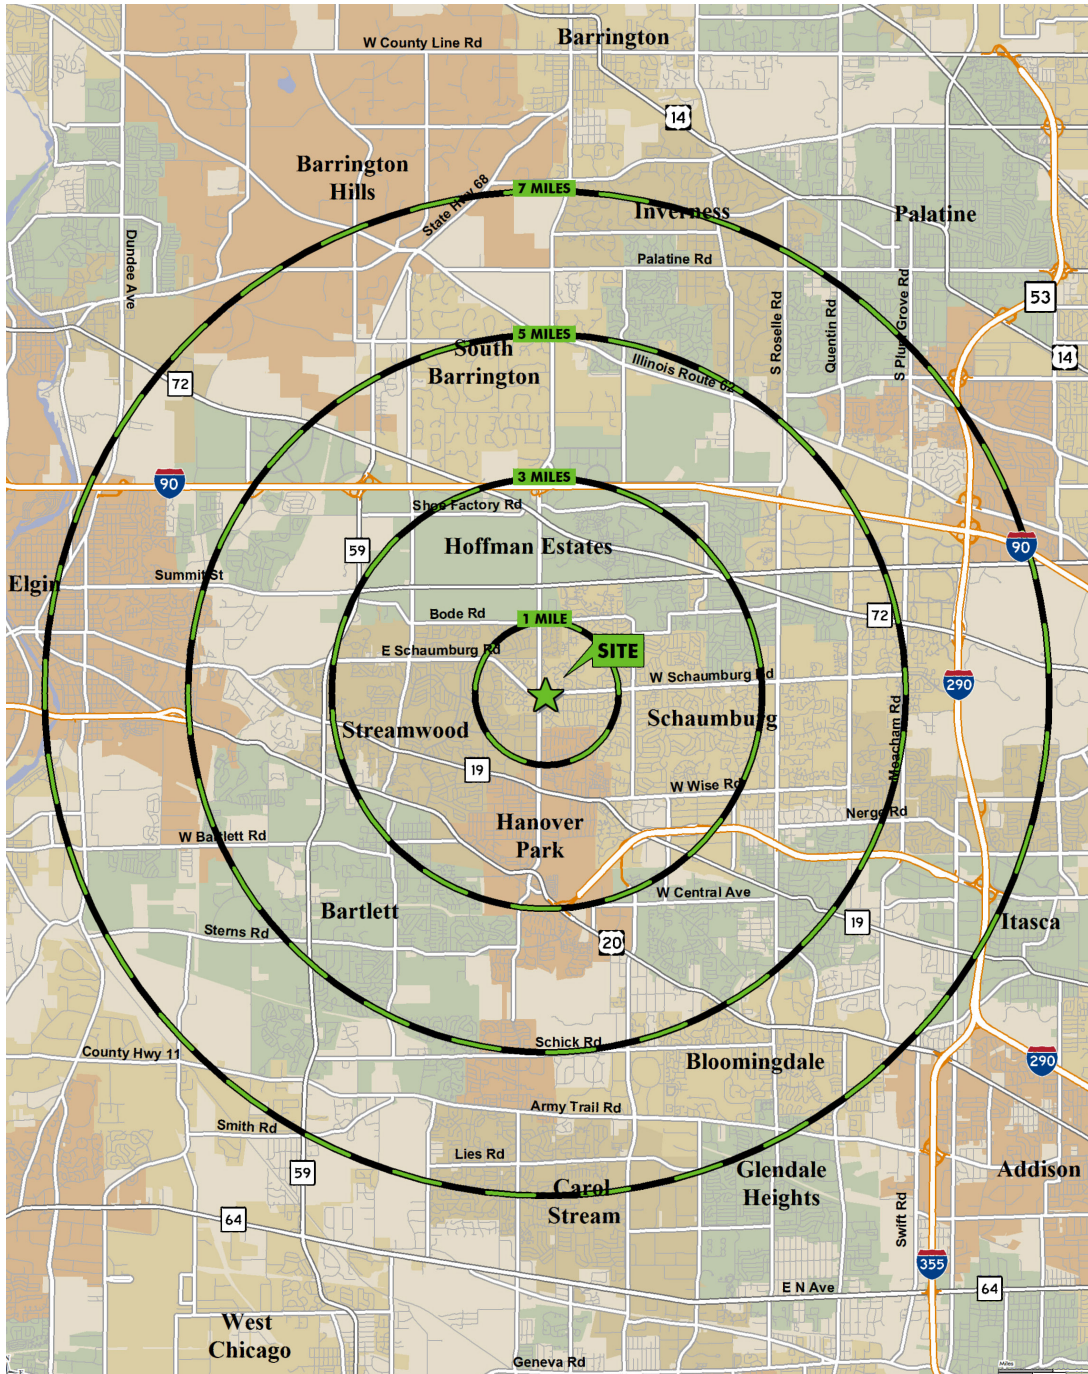 Barrington
W County Line Rd
14
Barrington
Hills
State Hwy 68
7 MILES
Inverness
Palatine
Dundee Ave
Palatine Rd
S Roselle Rd
Quentin Rd
S Plum Grove Rd
53
5 MILES
South
Barrington
Illinois Route 62
14
72
90
3 MILES
Shoe Factory Rd
59
Hoffman Estates
90
Elgin
Summit St
Bode Rd
1 MILE
72
E Schaumburg Rd
SITE
W Schaumburg Rd
290
Streamwood
Schaumburg
Meacham Rd
19
W Wise Rd
Nerge Rd
Hanover
Park
W Bartlett Rd
W Central Ave
Bartlett
19
Itasca
Sterns Rd
20
Schick Rd
County Hwy 11
Bloomingdale
290
Army Trail Rd
Smith Rd
Lies Rd
59
Glendale
Heights
Addison
Carol
Stream
64
Swift Rd
355
E N Ave
64
West
Chicago
Geneva Rd
Miles